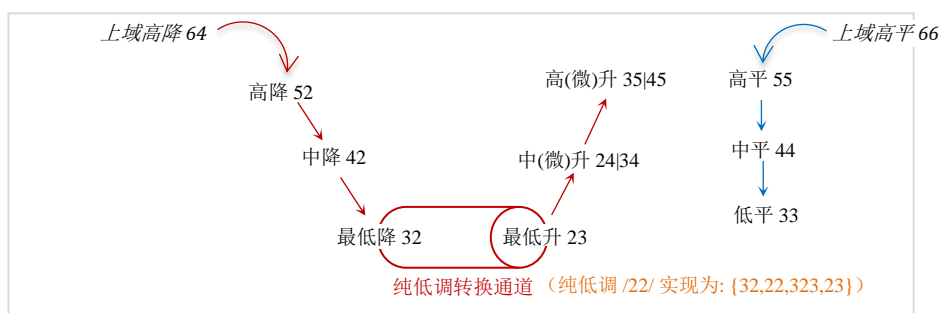 上域高降 64
上域高平 66
高降 52
高(微)升 35|45
高平 55
中降 42
中(微)升 24|34
中平 44
低平 33
最低降 32
最低升 23
纯低调转换通道（纯低调 /22/ 实现为: {32,22,323,23}）